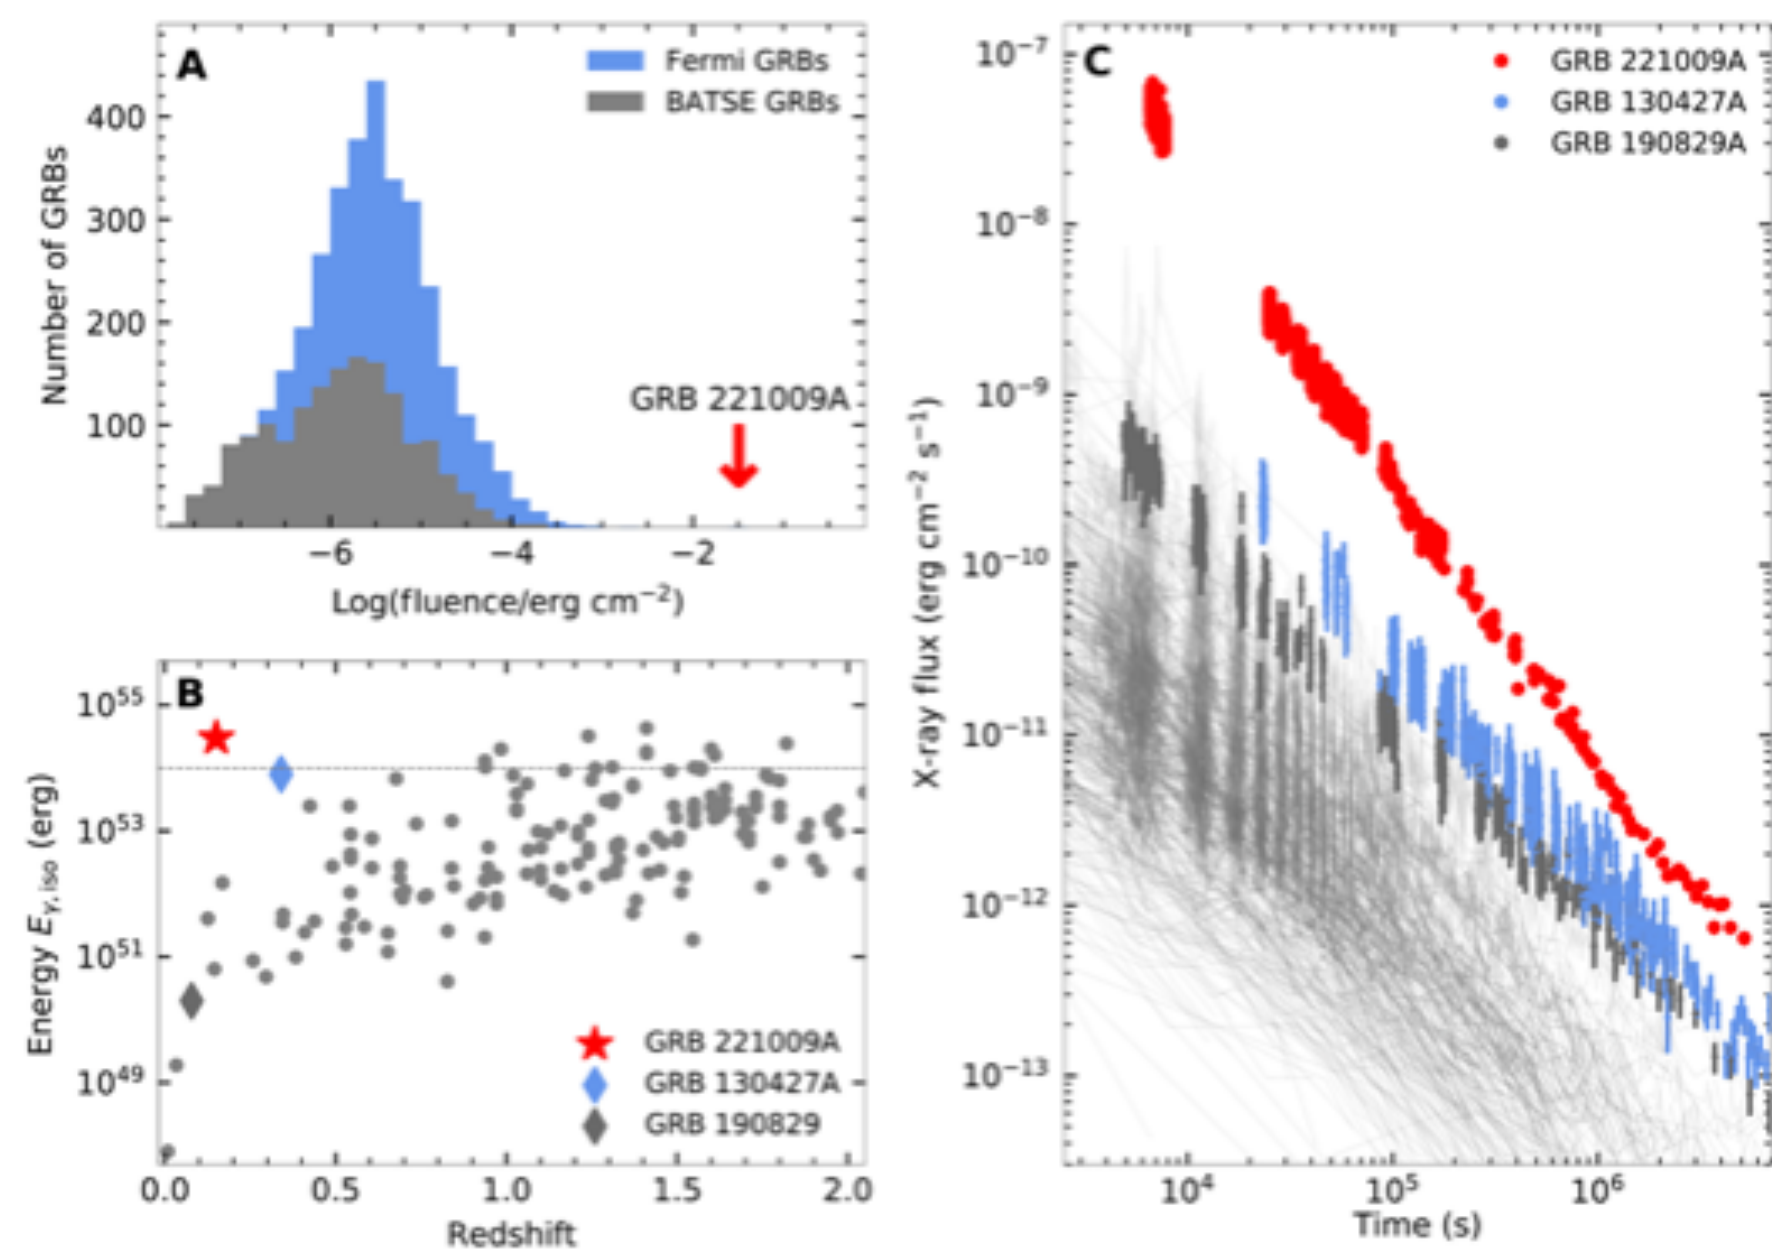 A
Fermi GRBs
BATSE GRBs
400
300
200
100
Number of GRBs
GRB 221009A
−6
−4
−2
Log(fluence/erg cm⁻²)
B
10⁵⁵
10⁵³
10⁵¹
10⁴⁹
Energy Eγ,iso (erg)
GRB 221009A
GRB 130427A
GRB 190829
0.0
0.5
1.0
1.5
2.0
Redshift
C
GRB 221009A
GRB 130427A
GRB 190829A
10⁻⁷
10⁻⁸
10⁻⁹
10⁻¹⁰
10⁻¹¹
10⁻¹²
10⁻¹³
X-ray flux (erg cm⁻² s⁻¹)
10⁴
10⁵
10⁶
Time (s)